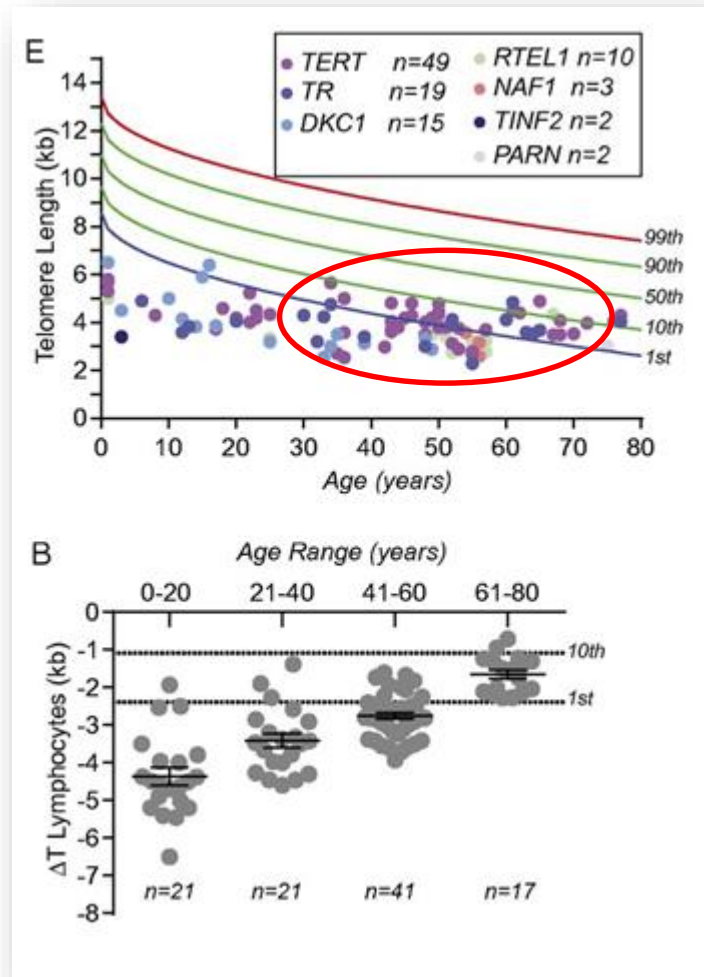 E
TERT n=49 RTEL1 n=10
TR n=19 NAF1 n=3
DKC1 n=15 TINF2 n=2
PARN n=2
Telomere Length (kb)
14
12
10
8
6
4
2
0
99th
90th
50th
10th
1st
0 10 20 30 40 50 60 70 80
Age (years)
B
Age Range (years)
0-20 21-40 41-60 61-80
ΔT Lymphocytes (kb)
0
-1
-2
-3
-4
-5
-6
-7
-8
10th
1st
n=21 n=21 n=41 n=17